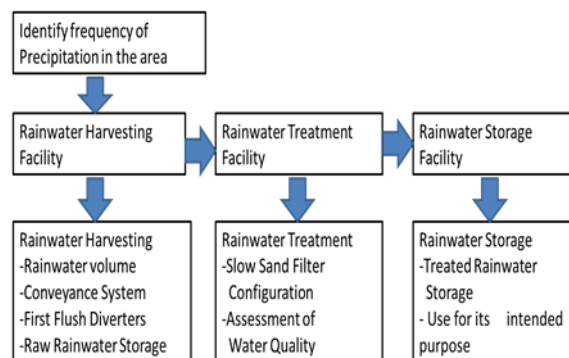 Identify frequency of
Precipitation in the area
Rainwater Harvesting
Facility
Rainwater Treatment
Facility
Rainwater Storage
Facility
Rainwater Harvesting
-Rainwater volume
-Conveyance System
-First Flush Diverters
-Raw Rainwater Storage
Rainwater Treatment
-Slow Sand Filter
Configuration
-Assessment of
Water Quality
Rainwater Storage
-Treated Rainwater
Storage
- Use for its intended
purpose